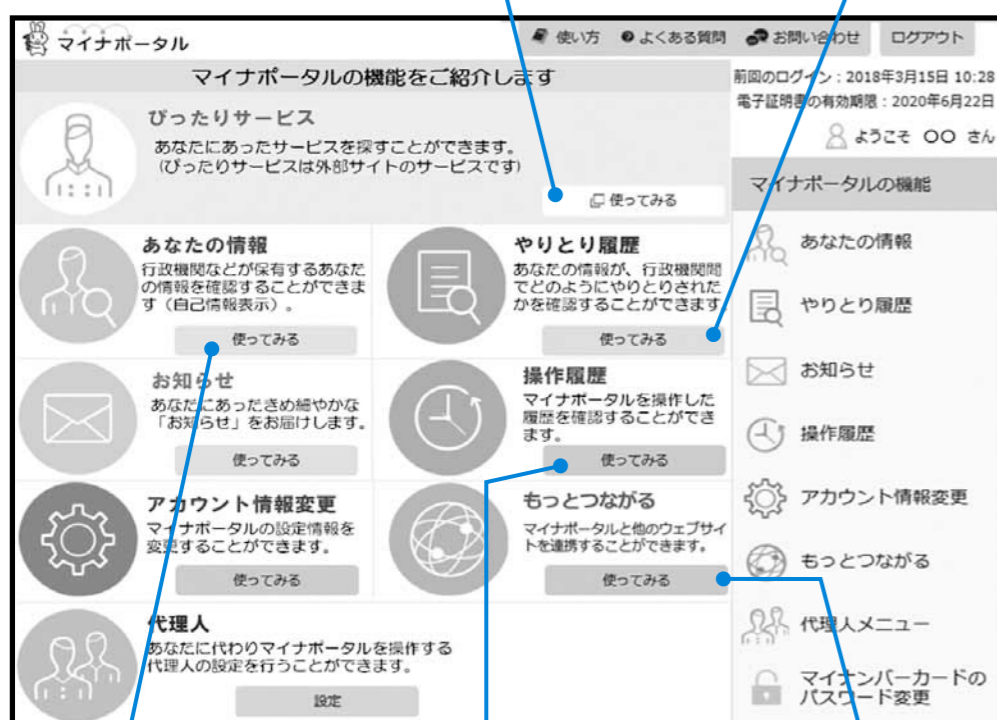 マイナポータル
使い方
よくある質問
お問い合わせ
ログアウト
マイナポータルの機能をご紹介します
前回のログイン：2018年3月15日 10:28
電子証明書の有効期限：2020年6月22日
ようこそ 〇〇 さん
ぴったりサービス
あなたにあったサービスを探すことができます。
（ぴったりサービスは外部サイトのサービスです）
使ってみる
あなたの情報
行政機関などが保有するあなた
の情報を確認することができま
す（自己情報表示）。
使ってみる
やりとり履歴
あなたの情報が、行政機関間
でどのようにやりとりされた
かを確認することができます
使ってみる
お知らせ
あなたにあったきめ細やかな
「お知らせ」をお届けします。
使ってみる
操作履歴
マイナポータルを操作した
履歴を確認することができ
ます。
使ってみる
アカウント情報変更
マイナポータルの設定情報を
変更することができます。
使ってみる
もっとつながる
マイナポータルと他のウェブサイ
トを連携することができます。
使ってみる
代理人
あなたに代わりマイナポータルを操作する
代理人の設定を行うことができます。
設定
マイナポータルの機能
あなたの情報
やりとり履歴
お知らせ
操作履歴
アカウント情報変更
もっとつながる
代理人メニュー
マイナンバーカードの
パスワード変更